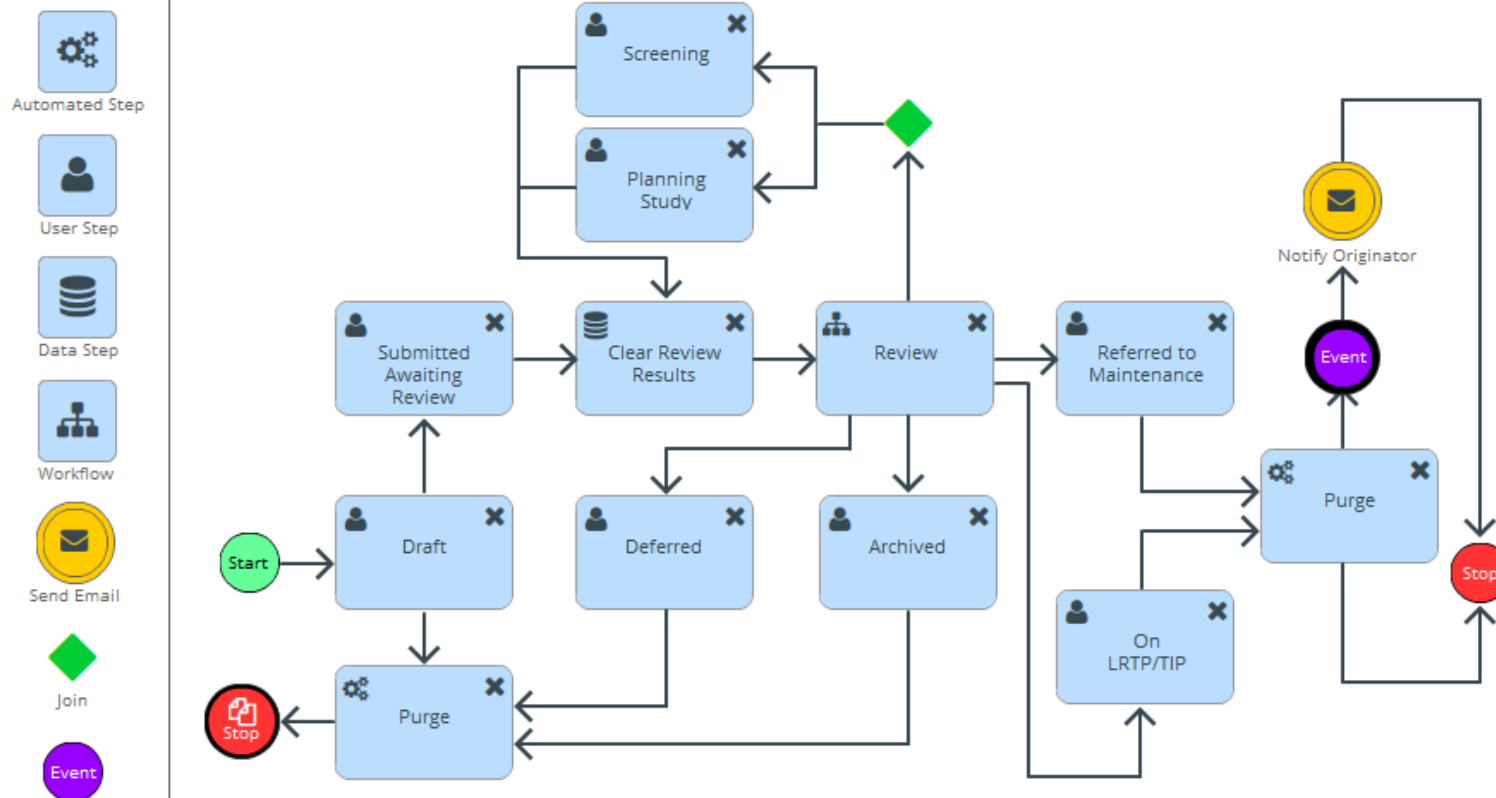 Automated Step
User Step
Data Step
Workflow
Send Email
Join
Event
Screening
Planning
Study
Notify Originator
Submitted
Awaiting
Review
Clear Review
Results
Review
Referred to
Maintenance
Event
Start
Draft
Deferred
Archived
Purge
Stop
On
LRTP/TIP
Stop
Purge